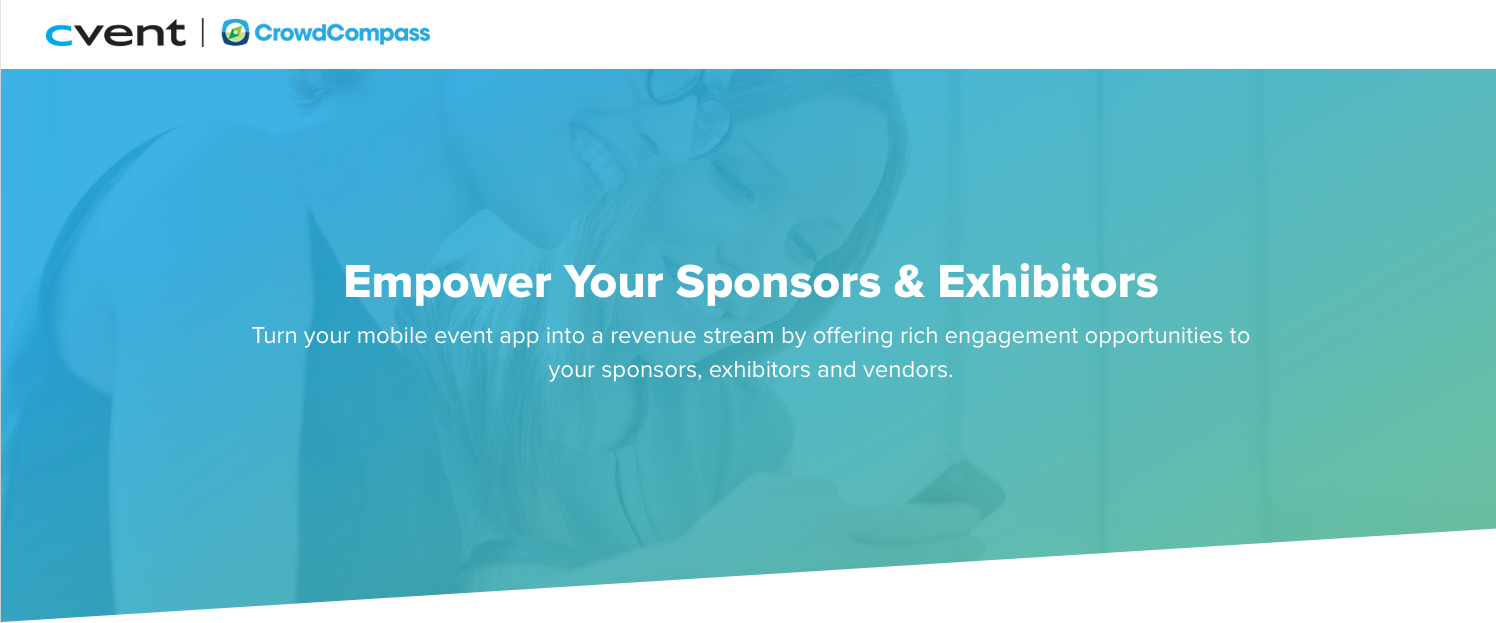 cvent | CrowdCompass
Empower Your Sponsors & Exhibitors
Turn your mobile event app into a revenue stream by offering rich engagement opportunities to
your sponsors, exhibitors and vendors.